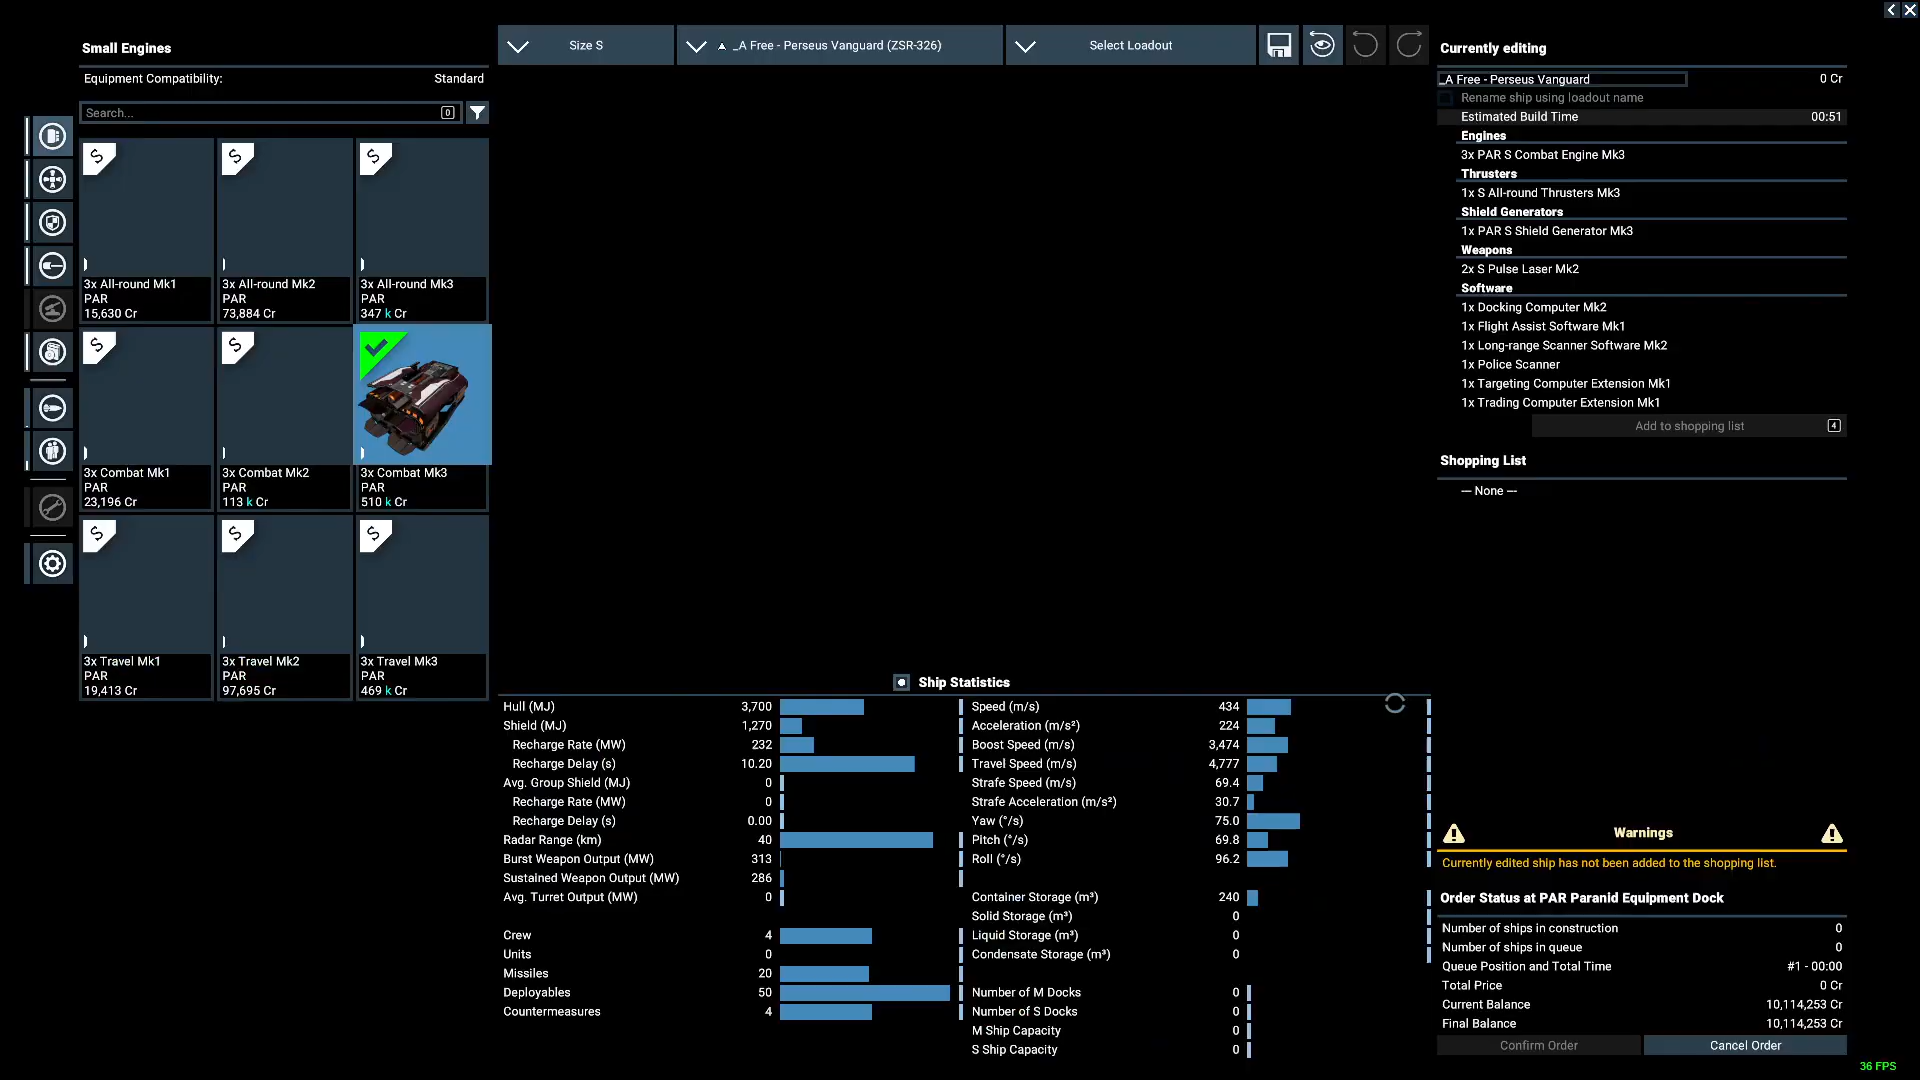 Small Engines
Equipment Compatibility: Standard
Search... 0
$ $ $
3x All-round Mk1
PAR
15,630 Cr
3x All-round Mk2
PAR
73,884 Cr
3x All-round Mk3
PAR
347 k Cr
$ $
3x Combat Mk1
PAR
23,196 Cr
3x Combat Mk2
PAR
113 k Cr
3x Combat Mk3
PAR
510 k Cr
$ $ $
3x Travel Mk1
PAR
19,413 Cr
3x Travel Mk2
PAR
97,695 Cr
3x Travel Mk3
PAR
469 k Cr
Size S
_A Free - Perseus Vanguard (ZSR-326)
Select Loadout
Ship Statistics
Hull (MJ) 3,700
Shield (MJ) 1,270
Recharge Rate (MW) 232
Recharge Delay (s) 10.20
Avg. Group Shield (MJ) 0
Recharge Rate (MW) 0
Recharge Delay (s) 0.00
Radar Range (km) 40
Burst Weapon Output (MW) 313
Sustained Weapon Output (MW) 286
Avg. Turret Output (MW) 0
Crew 4
Units 0
Missiles 20
Deployables 50
Countermeasures 4
Speed (m/s) 434
Acceleration (m/s²) 224
Boost Speed (m/s) 3,474
Travel Speed (m/s) 4,777
Strafe Speed (m/s) 69.4
Strafe Acceleration (m/s²) 30.7
Yaw (°/s) 75.0
Pitch (°/s) 69.8
Roll (°/s) 96.2
Container Storage (m³) 240
Solid Storage (m³) 0
Liquid Storage (m³) 0
Condensate Storage (m³) 0
Number of M Docks 0
Number of S Docks 0
M Ship Capacity 0
S Ship Capacity 0
Currently editing
_A Free - Perseus Vanguard 0 Cr
Rename ship using loadout name
Estimated Build Time 00:51
Engines
3x PAR S Combat Engine Mk3
Thrusters
1x S All-round Thrusters Mk3
Shield Generators
1x PAR S Shield Generator Mk3
Weapons
2x S Pulse Laser Mk2
Software
1x Docking Computer Mk2
1x Flight Assist Software Mk1
1x Long-range Scanner Software Mk2
1x Police Scanner
1x Targeting Computer Extension Mk1
1x Trading Computer Extension Mk1
Add to shopping list 4
Shopping List
--- None ---
Warnings
Currently edited ship has not been added to the shopping list.
Order Status at PAR Paranid Equipment Dock
Number of ships in construction 0
Number of ships in queue 0
Queue Position and Total Time #1 - 00:00
Total Price 0 Cr
Current Balance 10,114,253 Cr
Final Balance 10,114,253 Cr
Confirm Order
Cancel Order
36 FPS